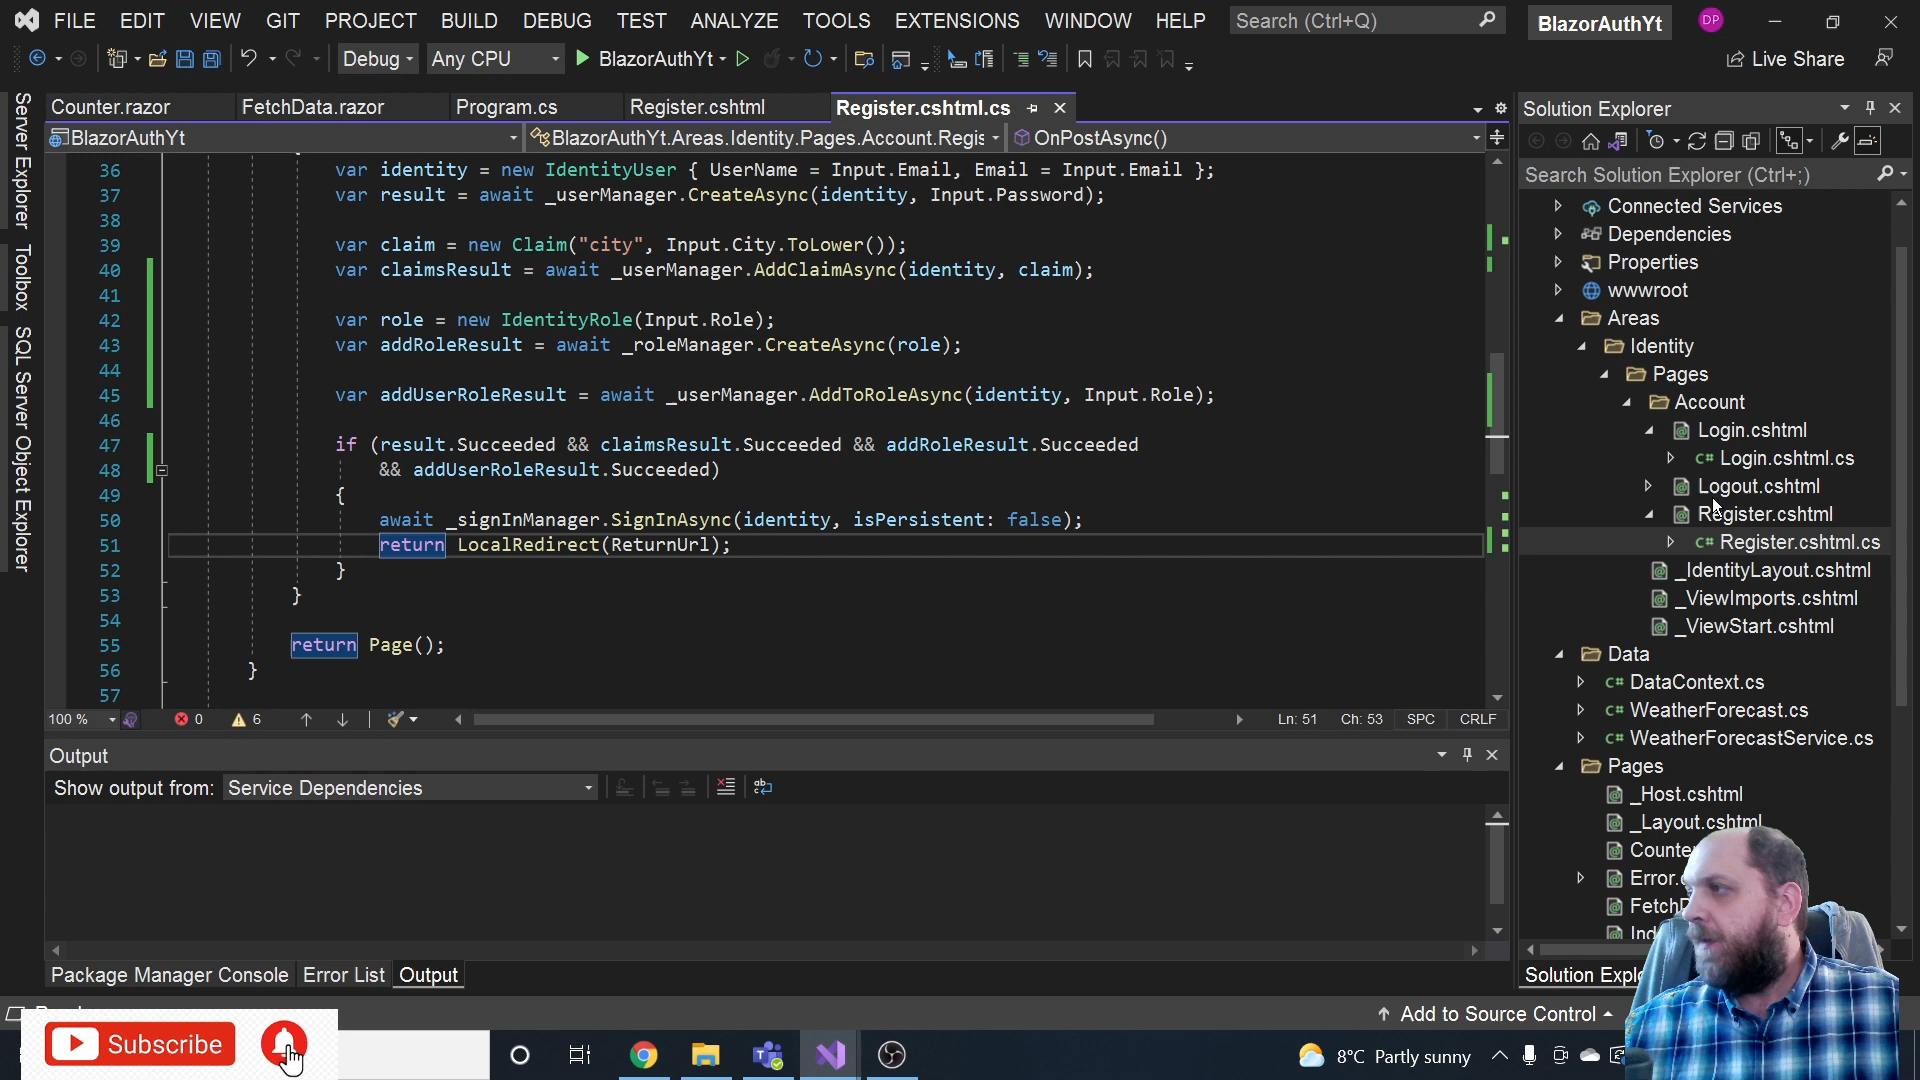 FILE EDIT VIEW GIT PROJECT BUILD DEBUG TEST ANALYZE TOOLS EXTENSIONS WINDOW HELP Search (Ctrl+Q) BlazorAuthYt DP
Debug Any CPU BlazorAuthYt Live Share
Server Explorer
Toolbox
SQL Server Object Explorer
Counter.razor FetchData.razor Program.cs Register.cshtml Register.cshtml.cs
BlazorAuthYt BlazorAuthYt.Areas.Identity.Pages.Account.Regis OnPostAsync()
36 var identity = new IdentityUser { UserName = Input.Email, Email = Input.Email };
37 var result = await _userManager.CreateAsync(identity, Input.Password);
38
39 var claim = new Claim("city", Input.City.ToLower());
40 var claimsResult = await _userManager.AddClaimAsync(identity, claim);
41
42 var role = new IdentityRole(Input.Role);
43 var addRoleResult = await _roleManager.CreateAsync(role);
44
45 var addUserRoleResult = await _userManager.AddToRoleAsync(identity, Input.Role);
46
47 if (result.Succeeded && claimsResult.Succeeded && addRoleResult.Succeeded
48 && addUserRoleResult.Succeeded)
49 {
50 await _signInManager.SignInAsync(identity, isPersistent: false);
51 return LocalRedirect(ReturnUrl);
52 }
53 }
54
55 return Page();
56 }
57
100 % 0 6 Ln: 51 Ch: 53 SPC CRLF
Output
Show output from: Service Dependencies
Package Manager Console Error List Output
Solution Explorer
Search Solution Explorer (Ctrl+;)
Connected Services
Dependencies
Properties
wwwroot
Areas
Identity
Pages
Account
Login.cshtml
C# Login.cshtml.cs
Logout.cshtml
Register.cshtml
C# Register.cshtml.cs
_IdentityLayout.cshtml
_ViewImports.cshtml
_ViewStart.cshtml
Data
C# DataContext.cs
C# WeatherForecast.cs
C# WeatherForecastService.cs
Pages
_Host.cshtml
_Layout.cshtml
Counte
Error.
FetchD
Ind
Solution Explo
Add to Source Control
Subscribe
8°C Partly sunny